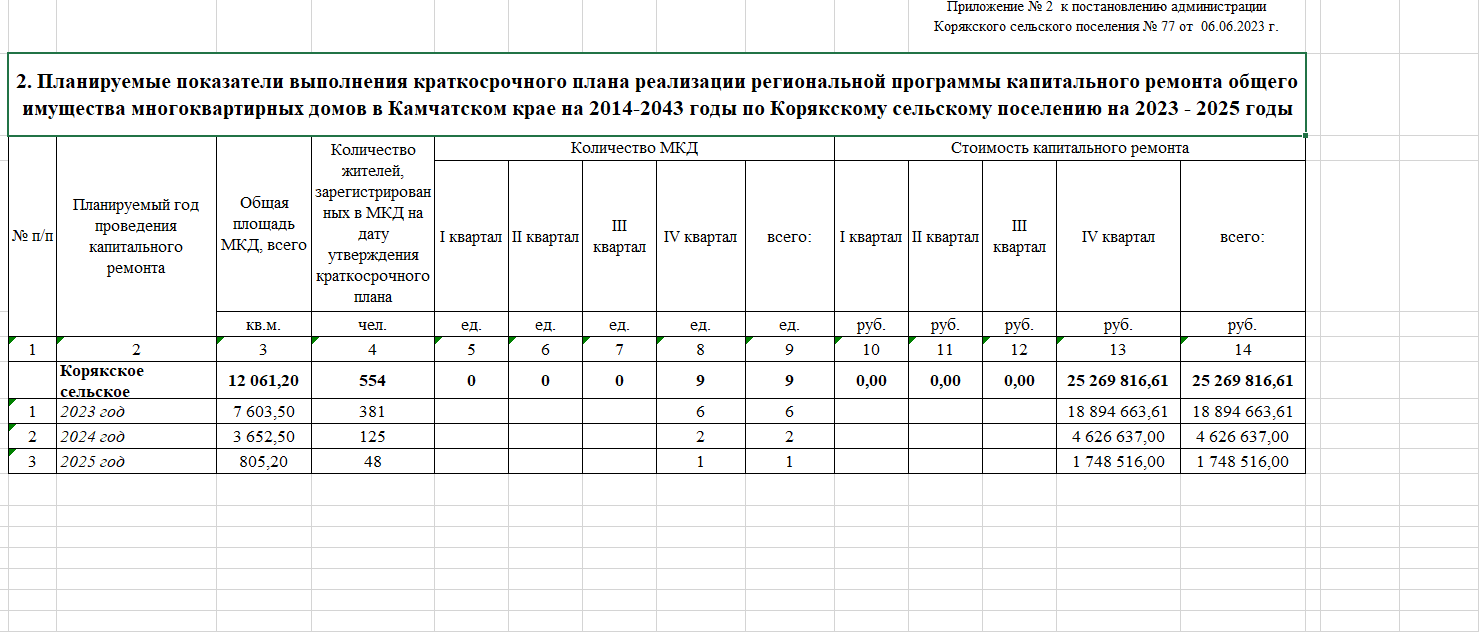 Приложение № 2 к постановлению администрации
Корякского сельского поселения № 77 от 06.06.2023 г.
2. Планируемые показатели выполнения краткосрочного плана реализации региональной программы капитального ремонта общего
имущества многоквартирных домов в Камчатском крае на 2014-2043 годы по Корякскому сельскому поселению на 2023 - 2025 годы
№ п/п
Планируемый год
проведения
капитального
ремонта
Общая
площадь
МКД, всего
Количество
жителей,
зарегистрирован
ных в МКД на
дату
утверждения
краткосрочного
плана
Количество МКД
Стоимость капитального ремонта
I квартал
II квартал
III
квартал
IV квартал
всего:
I квартал
II квартал
III
квартал
IV квартал
всего:
кв.м. чел. ед. ед. ед. ед. ед. руб. руб. руб. руб. руб.
1 2 3 4 5 6 7 8 9 10 11 12 13 14
Корякское
сельское
12 061,20 554 0 0 0 9 9 0,00 0,00 0,00 25 269 816,61 25 269 816,61
1 2023 год 7 603,50 381 6 6 18 894 663,61 18 894 663,61
2 2024 год 3 652,50 125 2 2 4 626 637,00 4 626 637,00
3 2025 год 805,20 48 1 1 1 748 516,00 1 748 516,00